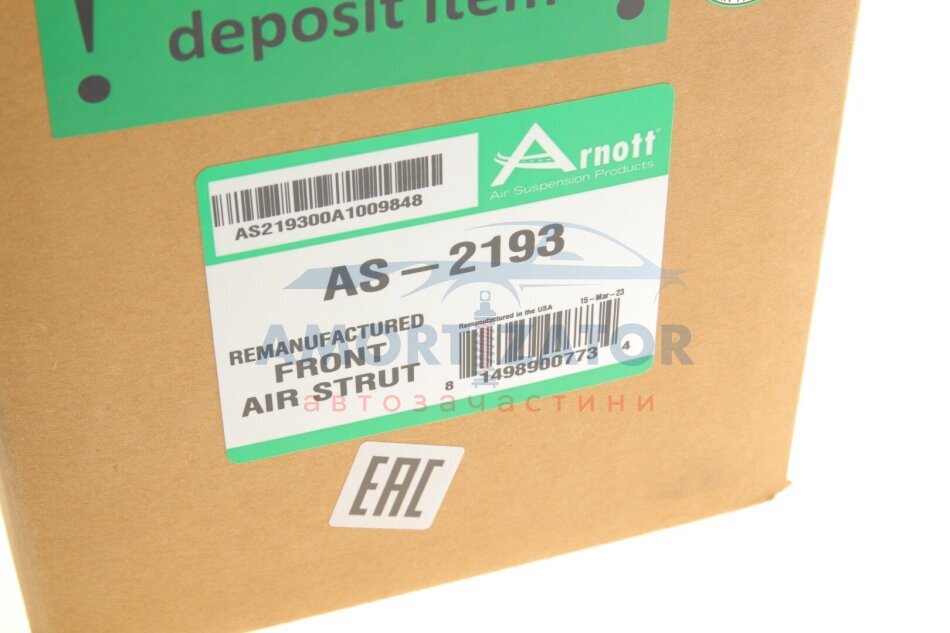 ! deposit item !
Arnott®
Air Suspension Products
AS219300A1009848
AS – 2193
REMANUFACTURED
FRONT
AIR STRUT
Remanufactured in the USA
15-Mar-23
8 1498900773 4
AMORTIZATOR
автозачастини
EAC